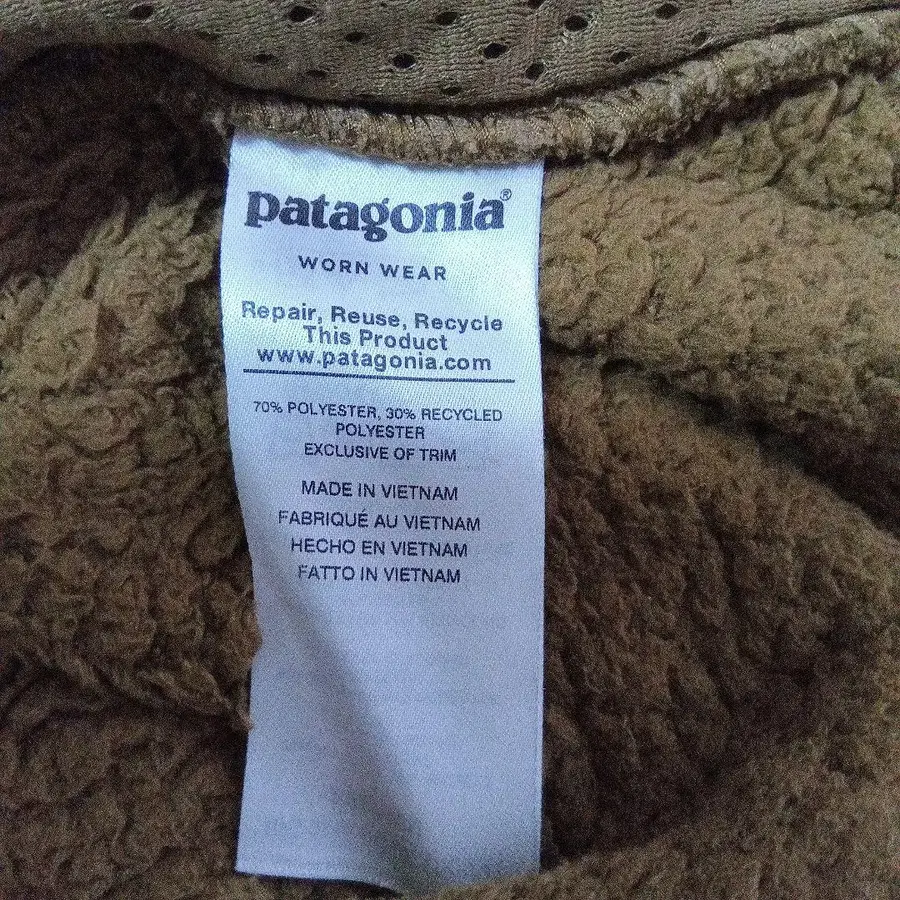 patagonia®
WORN WEAR
Repair, Reuse, Recycle
This Product
www.patagonia.com
70% POLYESTER, 30% RECYCLED
POLYESTER
EXCLUSIVE OF TRIM
MADE IN VIETNAM
FABRIQUÉ AU VIETNAM
HECHO EN VIETNAM
FATTO IN VIETNAM